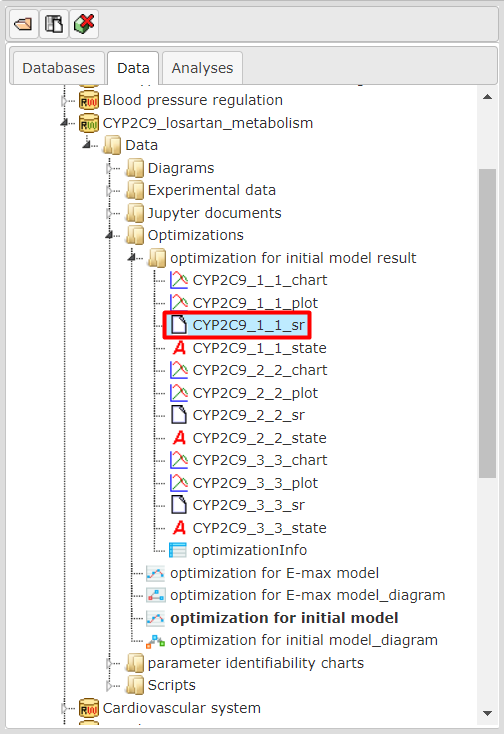 Databases
Data
Analyses
Blood pressure regulation
CYP2C9_losartan_metabolism
Data
Diagrams
Experimental data
Jupyter documents
Optimizations
optimization for initial model result
CYP2C9_1_1_chart
CYP2C9_1_1_plot
CYP2C9_1_1_sr
CYP2C9_1_1_state
CYP2C9_2_2_chart
CYP2C9_2_2_plot
CYP2C9_2_2_sr
CYP2C9_2_2_state
CYP2C9_3_3_chart
CYP2C9_3_3_plot
CYP2C9_3_3_sr
CYP2C9_3_3_state
optimizationInfo
optimization for E-max model
optimization for E-max model_diagram
optimization for initial model
optimization for initial model_diagram
parameter identifiability charts
Scripts
Cardiovascular system